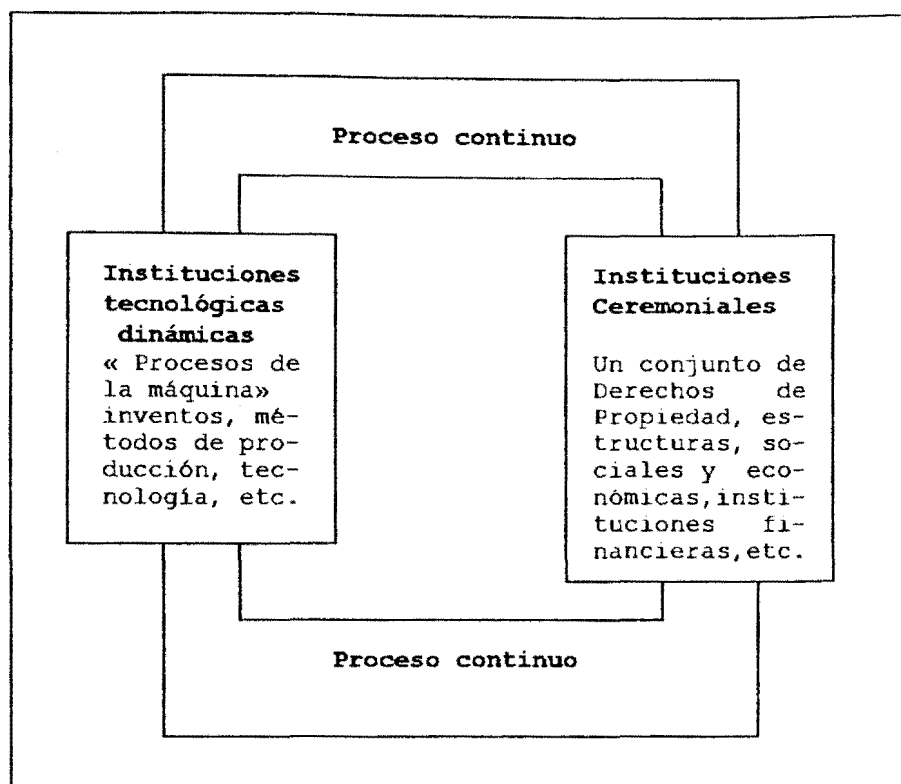 Proceso continuo
Instituciones
tecnológicas
dinámicas
« Procesos de
la máquina»
inventos, mé-
todos de pro-
ducción, tec-
nología, etc.
Instituciones
Ceremoniales
Un conjunto de
Derechos de
Propiedad, es-
tructuras, so-
ciales y eco-
nómicas,insti-
tuciones fi-
nancieras,etc.
Proceso continuo